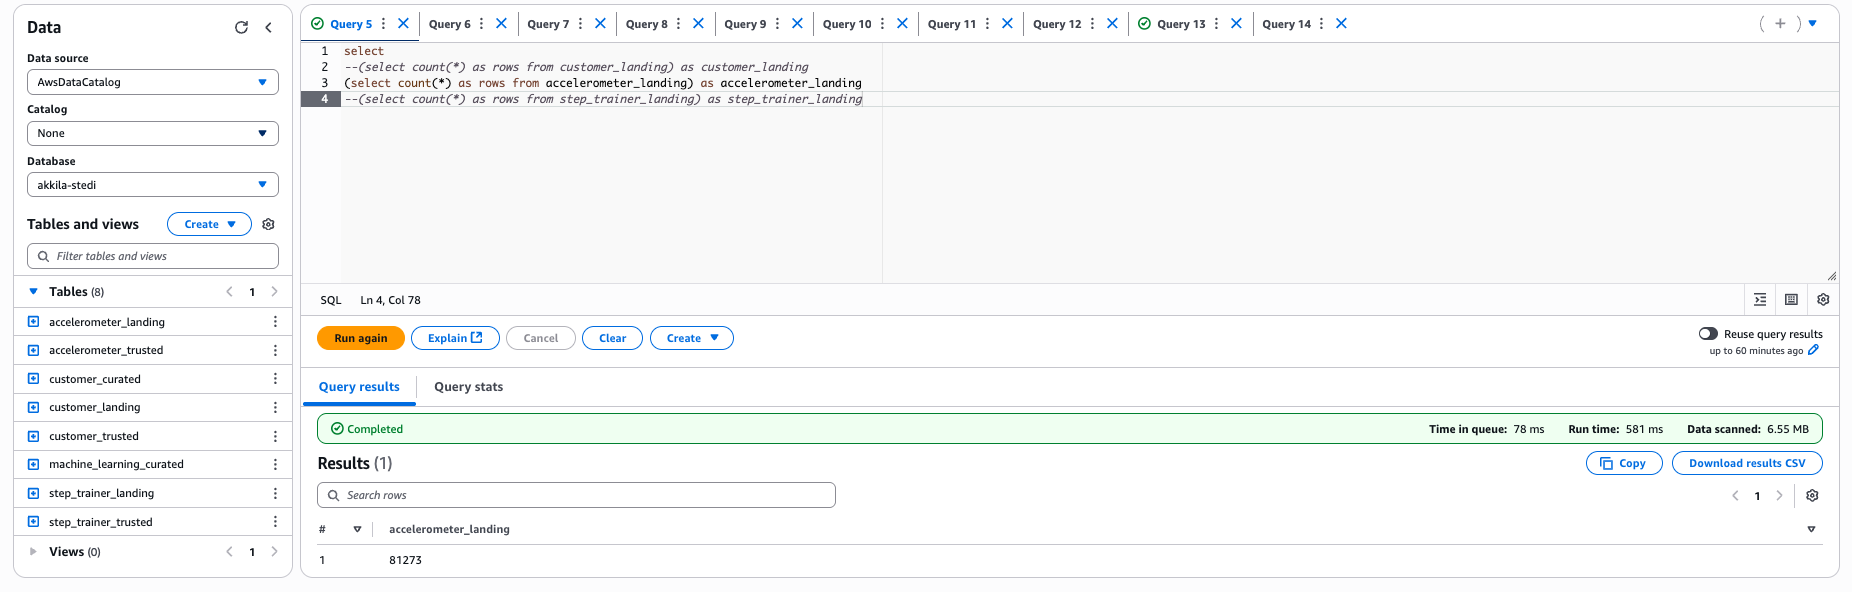 Data
Data source
AwsDataCatalog
Catalog
None
Database
akkila-stedi
Tables and views
Create
Filter tables and views
Tables (8)
1
accelerometer_landing
accelerometer_trusted
customer_curated
customer_landing
customer_trusted
machine_learning_curated
step_trainer_landing
step_trainer_trusted
Views (0)
1
Query 5
Query 6
Query 7
Query 8
Query 9
Query 10
Query 11
Query 12
Query 13
Query 14
1 select
2 --(select count(*) as rows from customer_landing) as customer_landing
3 (select count(*) as rows from accelerometer_landing) as accelerometer_landing
4 --(select count(*) as rows from step_trainer_landing) as step_trainer_landing
SQL Ln 4, Col 78
Run again
Explain
Cancel
Clear
Create
Reuse query results
up to 60 minutes ago
Query results
Query stats
Completed
Time in queue: 78 ms Run time: 581 ms Data scanned: 6.55 MB
Results (1)
Copy
Download results CSV
Search rows
1
# accelerometer_landing
1 81273